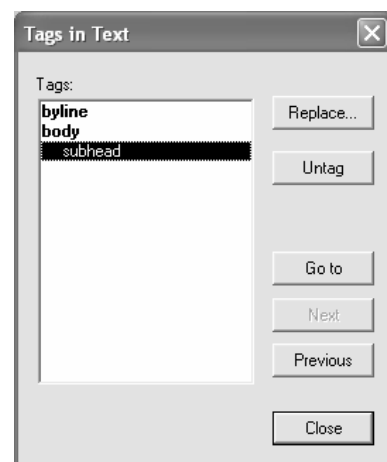 Tags in Text
Tags:
byline
body
subhead
Replace...
Untag
Go to
Next
Previous
Close